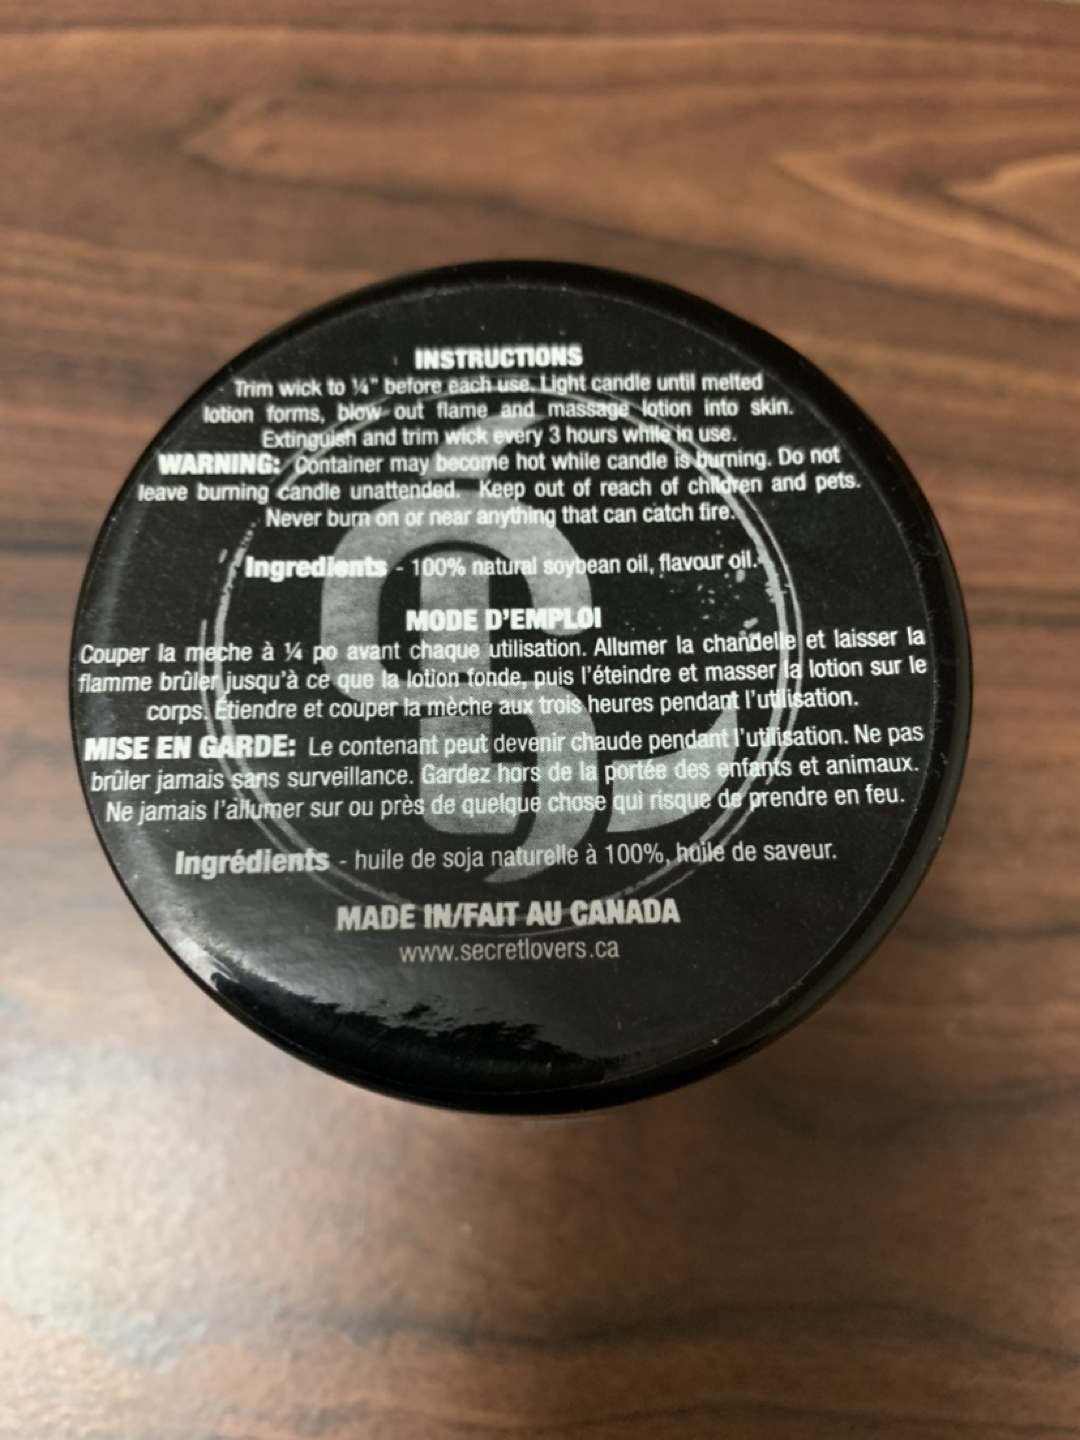 INSTRUCTIONS
Trim wick to ¼" before each use. Light candle until melted
lotion forms, blow out flame and massage lotion into skin.
Extinguish and trim wick every 3 hours while in use.
WARNING: Container may become hot while candle is burning. Do not
leave burning candle unattended. Keep out of reach of children and pets.
Never burn on or near anything that can catch fire.
Ingredients - 100% natural soybean oil, flavour oil.
MODE D'EMPLOI
Couper la meche à ¼ po avant chaque utilisation. Allumer la chandelle et laisser la
flamme brûler jusqu'à ce que la lotion fonde, puis l'éteindre et masser la lotion sur le
corps. Étiendre et couper la mèche aux trois heures pendant l'utilisation.
MISE EN GARDE: Le contenant peut devenir chaude pendant l'utilisation. Ne pas
brûler jamais sans surveillance. Gardez hors de la portée des enfants et animaux.
Ne jamais l'allumer sur ou près de quelque chose qui risque de prendre en feu.
Ingrédients - huile de soja naturelle à 100%, huile de saveur.
MADE IN/FAIT AU CANADA
www.secretlovers.ca